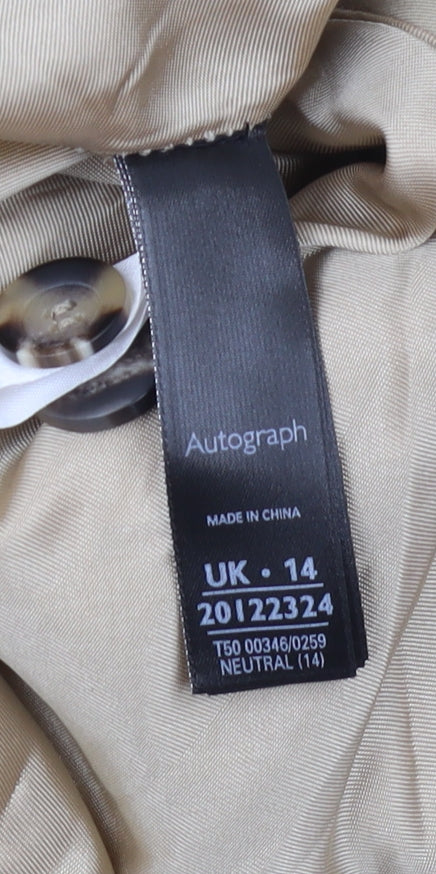 Autograph
MADE IN CHINA
UK • 14
20122324
T50 00346/0259
NEUTRAL (14)